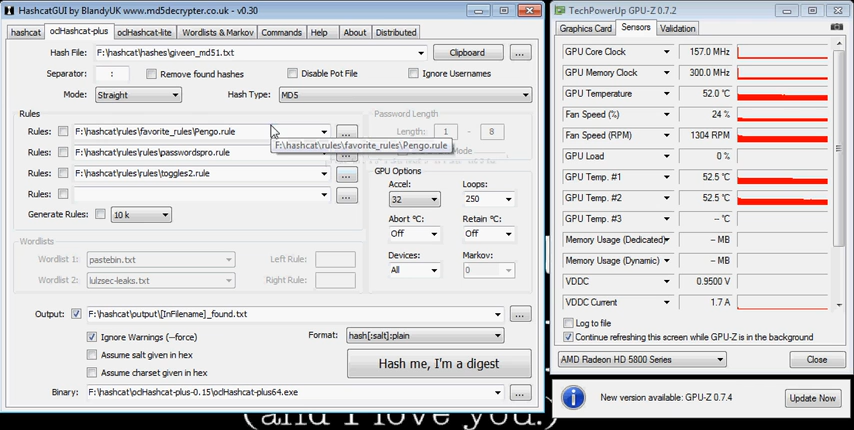 HashcatGUI by BlandyUK www.md5decrypter.co.uk - v0.30
hashcat oclHashcat-plus oclHashcat-lite Wordlists & Markov Commands Help About Distributed
Hash File: F:\hashcat\hashes\giveen_md51.txt Clipboard ...
Separator: : Remove found hashes Disable Pot File Ignore Usernames
Mode: Straight Hash Type: MD5
Rules Password Length
Rules: F:\hashcat\rules\favorite_rules\Pengo.rule ... Length: 1 - 8
F:\hashcat\rules\favorite_rules\Pengo.rule Mode
Rules: F:\hashcat\rules\rules\passwordspro.rule ...
Rules: F:\hashcat\rules\rules\toggles2.rule ... GPU Options
Accel: Loops:
Rules: ... 32 250
Generate Rules: 10 k Abort °C: Retain °C:
Off Off
Wordlists Devices: Markov:
Wordlist 1: pastebin.txt Left Rule: All 0
Wordlist 2: lulzsec-leaks.txt Right Rule:
Output: F:\hashcat\output\[InFilename]_found.txt ...
Ignore Warnings (--force) Format: hash[:salt]:plain
Assume salt given in hex Hash me, I'm a digest
Assume charset given in hex
Binary: F:\hashcat\oclHashcat-plus-0.15\oclHashcat-plus64.exe ...
(and I love you.)
TechPowerUp GPU-Z 0.7.2
Graphics Card Sensors Validation
GPU Core Clock 157.0 MHz
GPU Memory Clock 300.0 MHz
GPU Temperature 52.0 °C
Fan Speed (%) 24 %
Fan Speed (RPM) 1304 RPM
GPU Load 0 %
GPU Temp. #1 52.5 °C
GPU Temp. #2 52.5 °C
GPU Temp. #3 -- °C
Memory Usage (Dedicated) -- MB
Memory Usage (Dynamic) -- MB
VDDC 0.9500 V
VDDC Current 1.7 A
Log to file
Continue refreshing this screen while GPU-Z is in the background
AMD Radeon HD 5800 Series Close
New version available: GPU-Z 0.7.4 Update Now